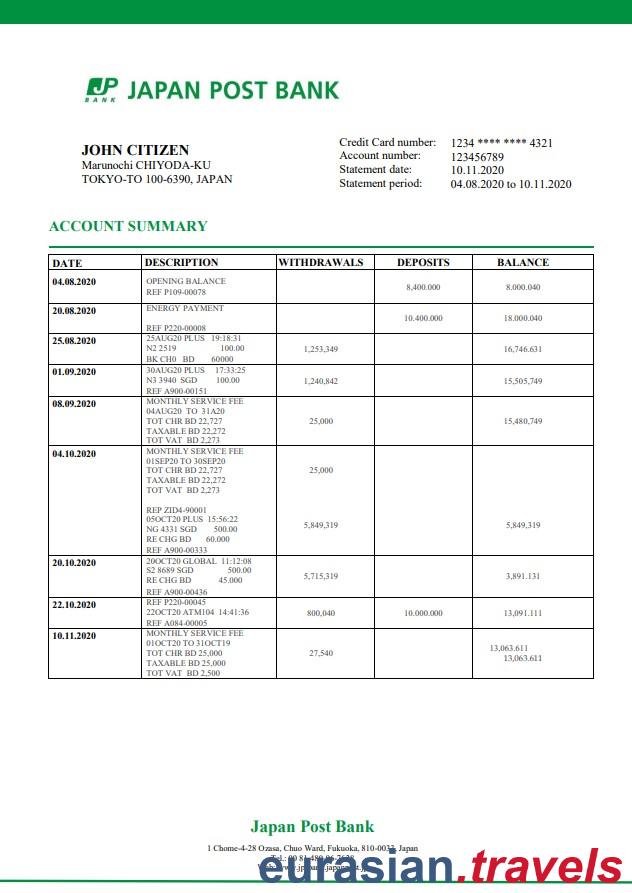 JP
BANK
JAPAN POST BANK
JOHN CITIZEN
Marunochi CHIYODA-KU
TOKYO-TO 100-6390, JAPAN
Credit Card number: 1234 **** **** 4321
Account number: 123456789
Statement date: 10.11.2020
Statement period: 04.08.2020 to 10.11.2020
ACCOUNT SUMMARY
DATE DESCRIPTION WITHDRAWALS DEPOSITS BALANCE
04.08.2020 OPENING BALANCE
REF P109-00078 8,400.000 8.000.040
20.08.2020 ENERGY PAYMENT
10.400.000 18.000.040
REF P220-00008
25.08.2020 25AUG20 PLUS 19:18:31
N2 2519 100.00 1,253,349 16,746.631
BK CH0 BD 60000
01.09.2020 30AUG20 PLUS 17:33:25
N3 3940 SGD 100.00 1,240,842 15,505,749
REF A900-00151
08.09.2020 MONTHLY SERVICE FEE
04AUG20 TO 31A20
TOT CHR BD 22,727 25,000 15,480,749
TAXABLE BD 22,272
TOT VAT BD 2,273
04.10.2020 MONTHLY SERVICE FEE
01SEP20 TO 30SEP20
TOT CHR BD 22,727 25,000
TAXABLE BD 22,272
TOT VAT BD 2,273
REP ZID4-90001
05OCT20 PLUS 15:56:22
NG 4331 SGD 500.00 5,849,319 5,849,319
RE CHG BD 60.000
REF A900-00333
20.10.2020 20OCT20 GLOBAL 11:12:08
S2 8689 SGD 500.00
RE CHG BD 45.000 5,715,319 3,891.131
REF A900-00436
22.10.2020 REF P220-00045
22OCT20 ATM104 14:41:36 800,040 10.000.000 13,091.111
REF A084-00005
10.11.2020 MONTHLY SERVICE FEE
01OCT20 TO 31OCT19
TOT CHR BD 25,000 27,540 13,063.611
TAXABLE BD 25,000 13,063.611
TOT VAT BD 2,500
Japan Post Bank
1 Chome-4-28 Ozasa, Chuo Ward, Fukuoka, 810-0033, Japan
eurasian.travels